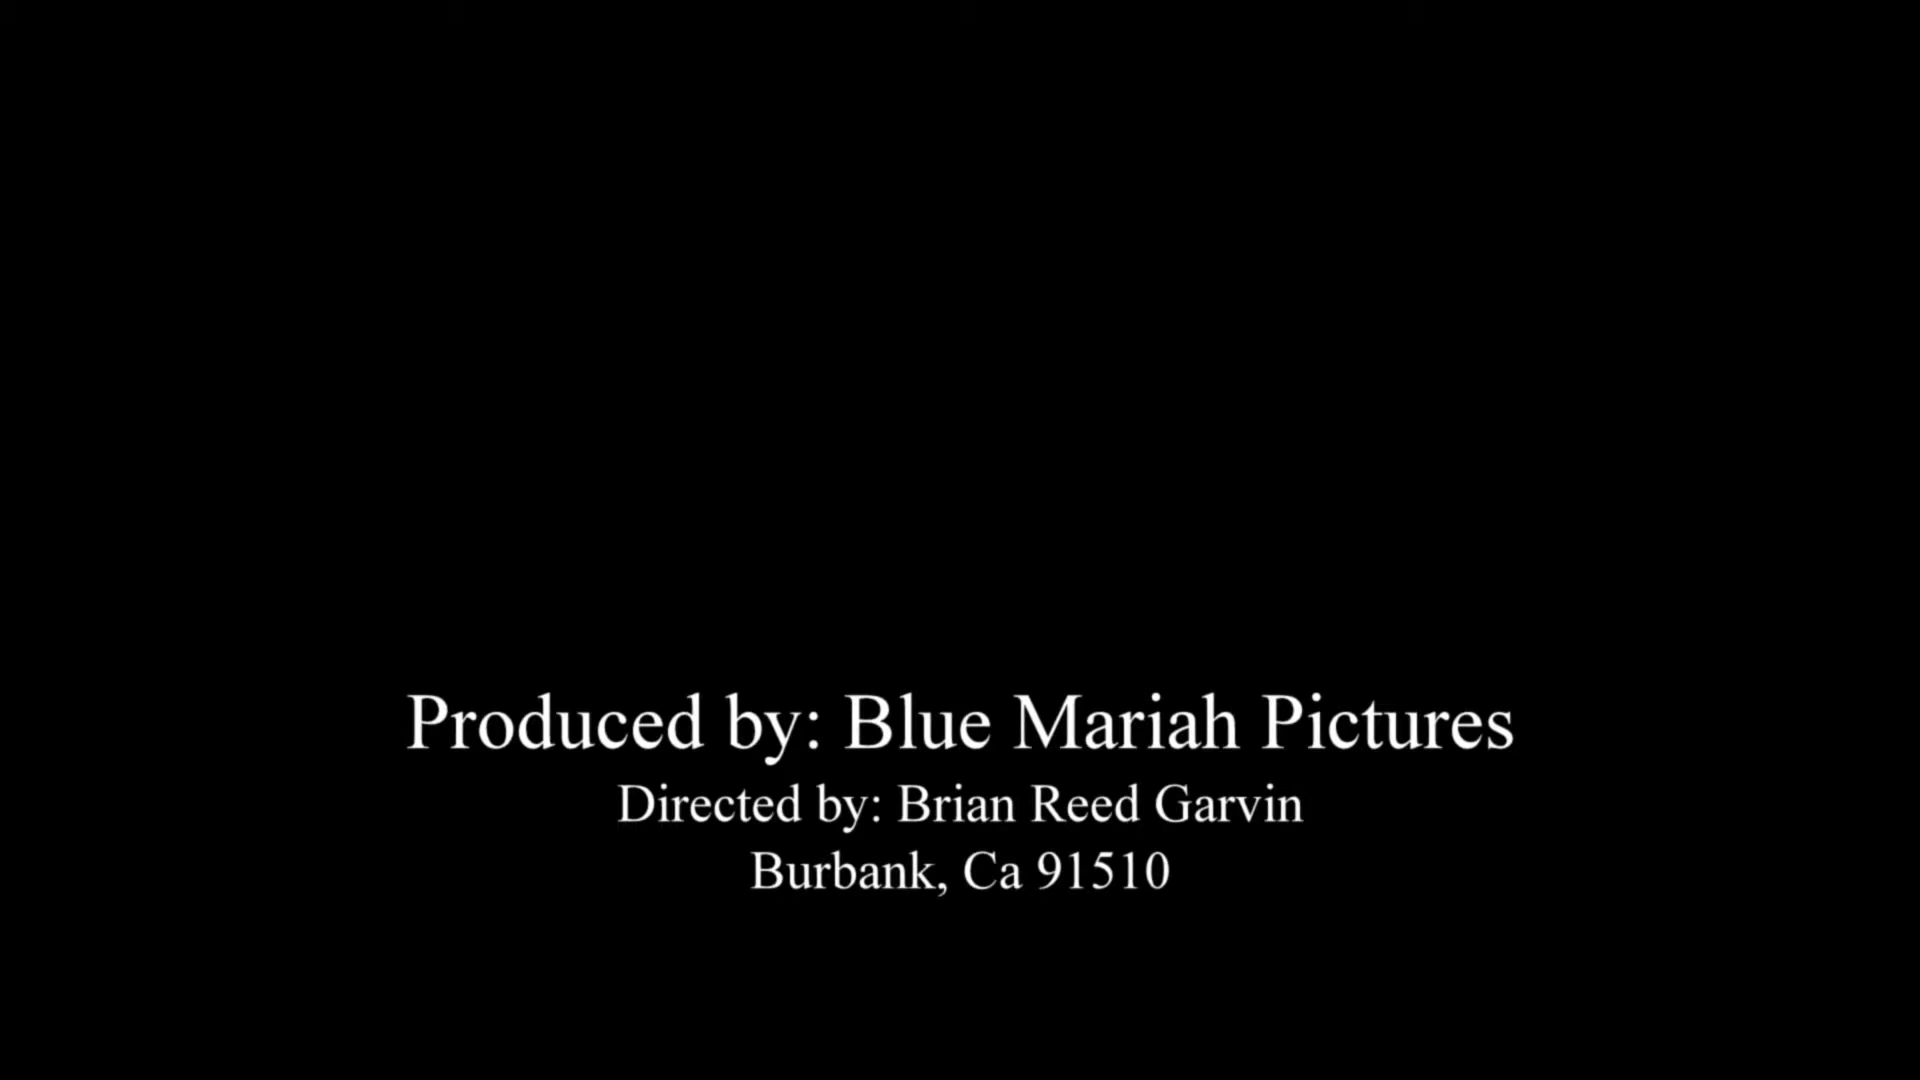 Produced by: Blue Mariah Pictures
Directed by: Brian Reed Garvin
Burbank, Ca 91510